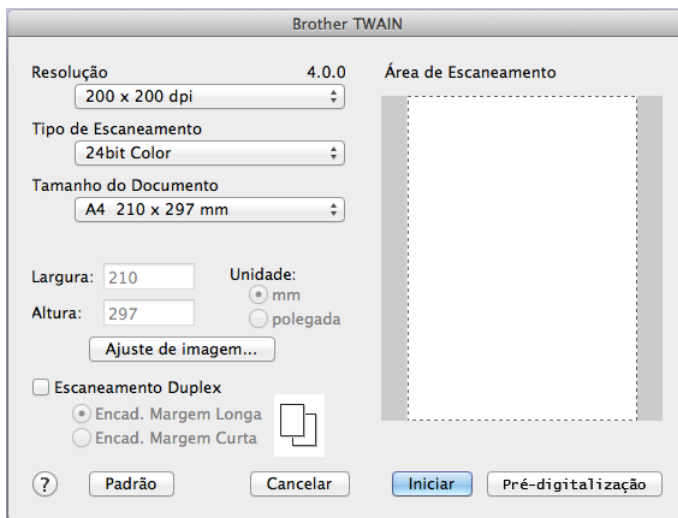 Brother TWAIN
Resolução 4.0.0
200 x 200 dpi
Tipo de Escaneamento
24bit Color
Tamanho do Documento
A4 210 x 297 mm
Largura: 210
Altura: 297
Unidade:
mm
polegada
Ajuste de imagem...
Escaneamento Duplex
Encad. Margem Longa
Encad. Margem Curta
Área de Escaneamento
? Padrão Cancelar Iniciar Pré-digitalização